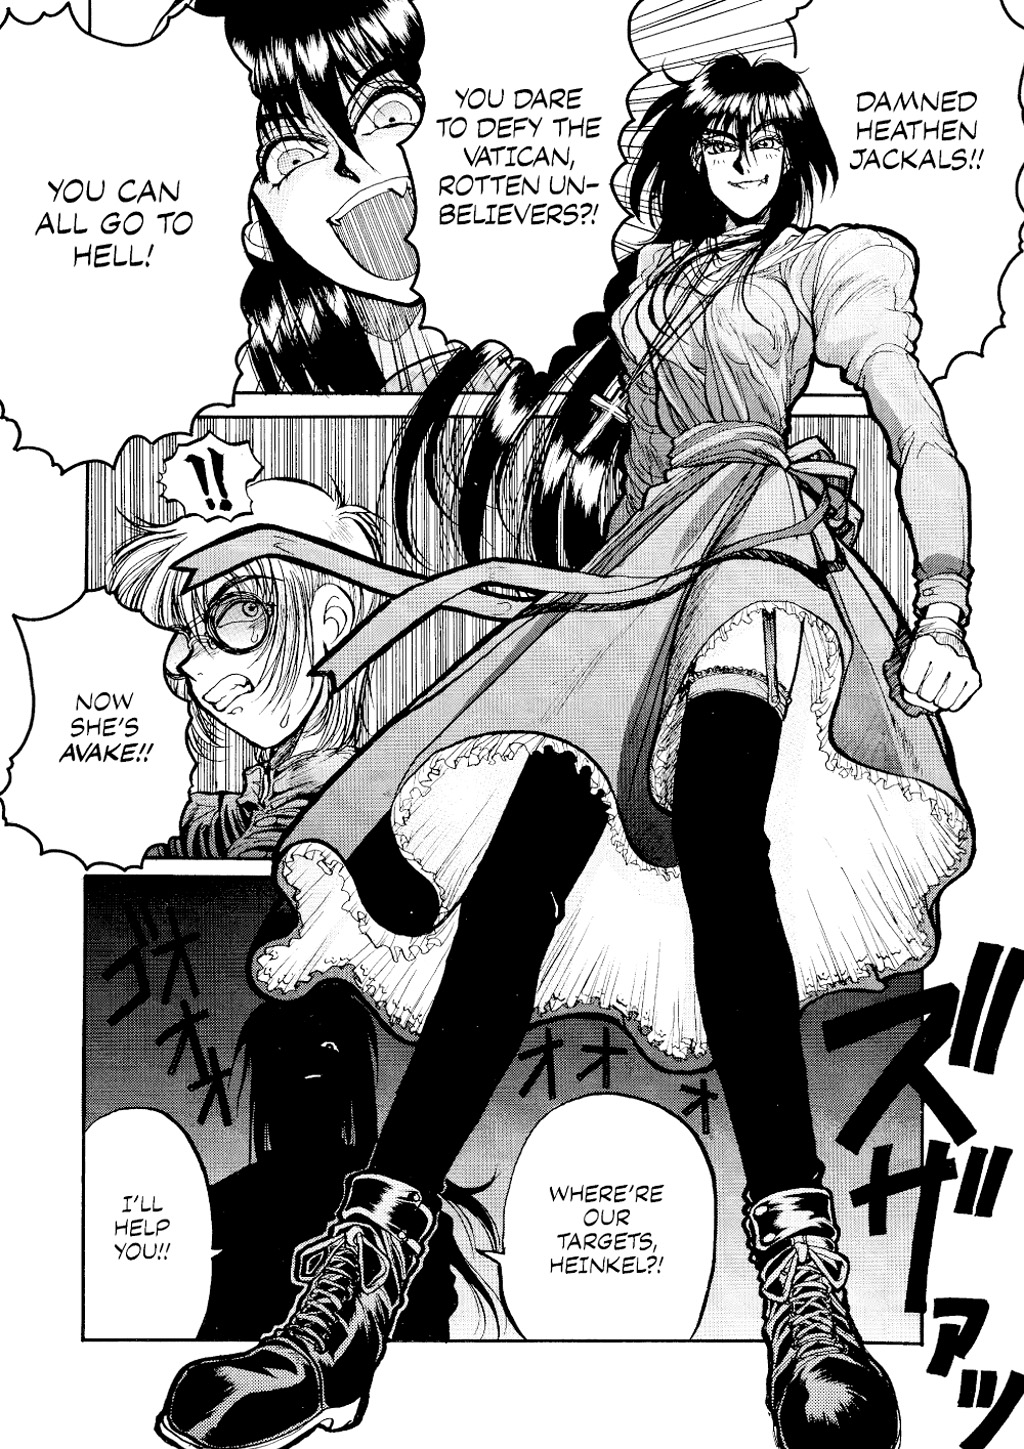 DAMNED
HEATHEN
JACKALS!!
YOU DARE
TO DEFY THE
VATICAN,
ROTTEN UN-
BELIEVERS?!
YOU CAN
ALL GO TO
HELL!
!!
NOW
SHE'S
AVAKE!!
ゴオオオ
オオオオ
ズザァッ
WHERE'RE
OUR
TARGETS,
HEINKEL?!
I'LL
HELP
YOU!!